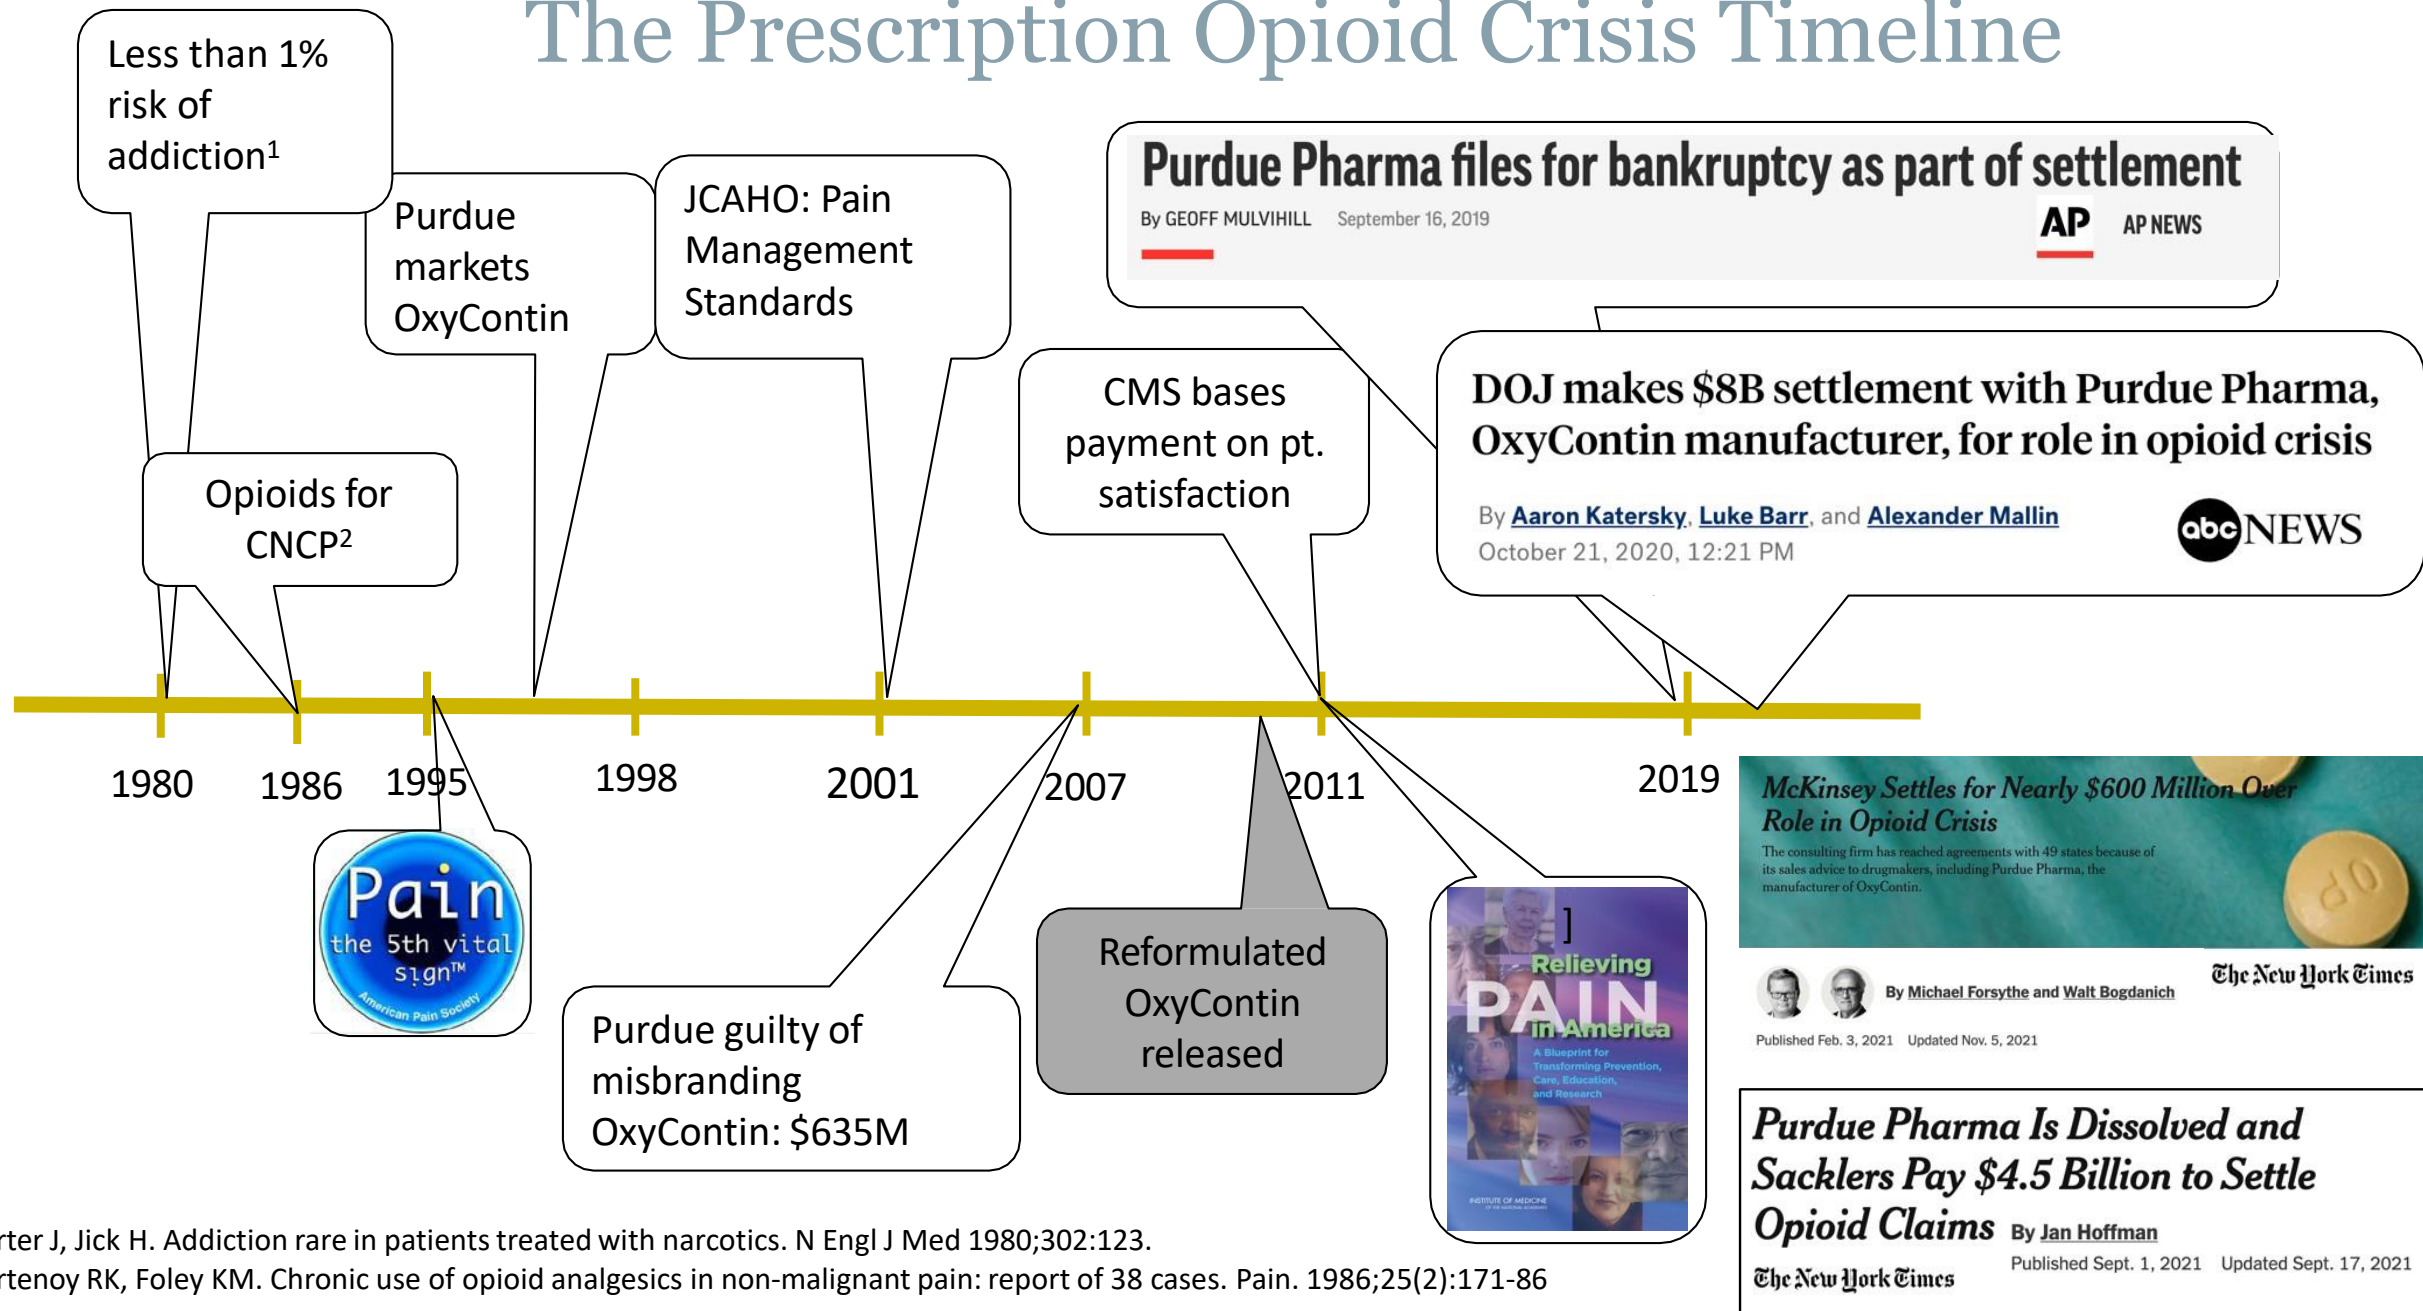 The Prescription Opioid Crisis Timeline
Less than 1%
risk of
addiction¹
Purdue
markets
OxyContin
JCAHO: Pain
Management
Standards
Purdue Pharma files for bankruptcy as part of settlement
By GEOFF MULVIHILL September 16, 2019
AP AP NEWS
Opioids for
CNCP²
CMS bases
payment on pt.
satisfaction
DOJ makes $8B settlement with Purdue Pharma,
OxyContin manufacturer, for role in opioid crisis
By Aaron Katersky, Luke Barr, and Alexander Mallin
October 21, 2020, 12:21 PM
abc NEWS
1980 1986 1995 1998 2001 2007 2011 2019
Pain
the 5th vital
sign™
American Pain Society
Purdue guilty of
misbranding
OxyContin: $635M
Reformulated
OxyContin
released
]
Relieving
PAIN
in America
A Blueprint for
Transforming Prevention,
Care, Education,
and Research
INSTITUTE OF MEDICINE
OF THE NATIONAL ACADEMIES
McKinsey Settles for Nearly $600 Million Over
Role in Opioid Crisis
The consulting firm has reached agreements with 49 states because of
its sales advice to drugmakers, including Purdue Pharma, the
manufacturer of OxyContin.
OP
The New York Times
By Michael Forsythe and Walt Bogdanich
Published Feb. 3, 2021 Updated Nov. 5, 2021
Purdue Pharma Is Dissolved and
Sacklers Pay $4.5 Billion to Settle
Opioid Claims By Jan Hoffman
Published Sept. 1, 2021 Updated Sept. 17, 2021
The New York Times
rter J, Jick H. Addiction rare in patients treated with narcotics. N Engl J Med 1980;302:123.
rtenoy RK, Foley KM. Chronic use of opioid analgesics in non-malignant pain: report of 38 cases. Pain. 1986;25(2):171-86